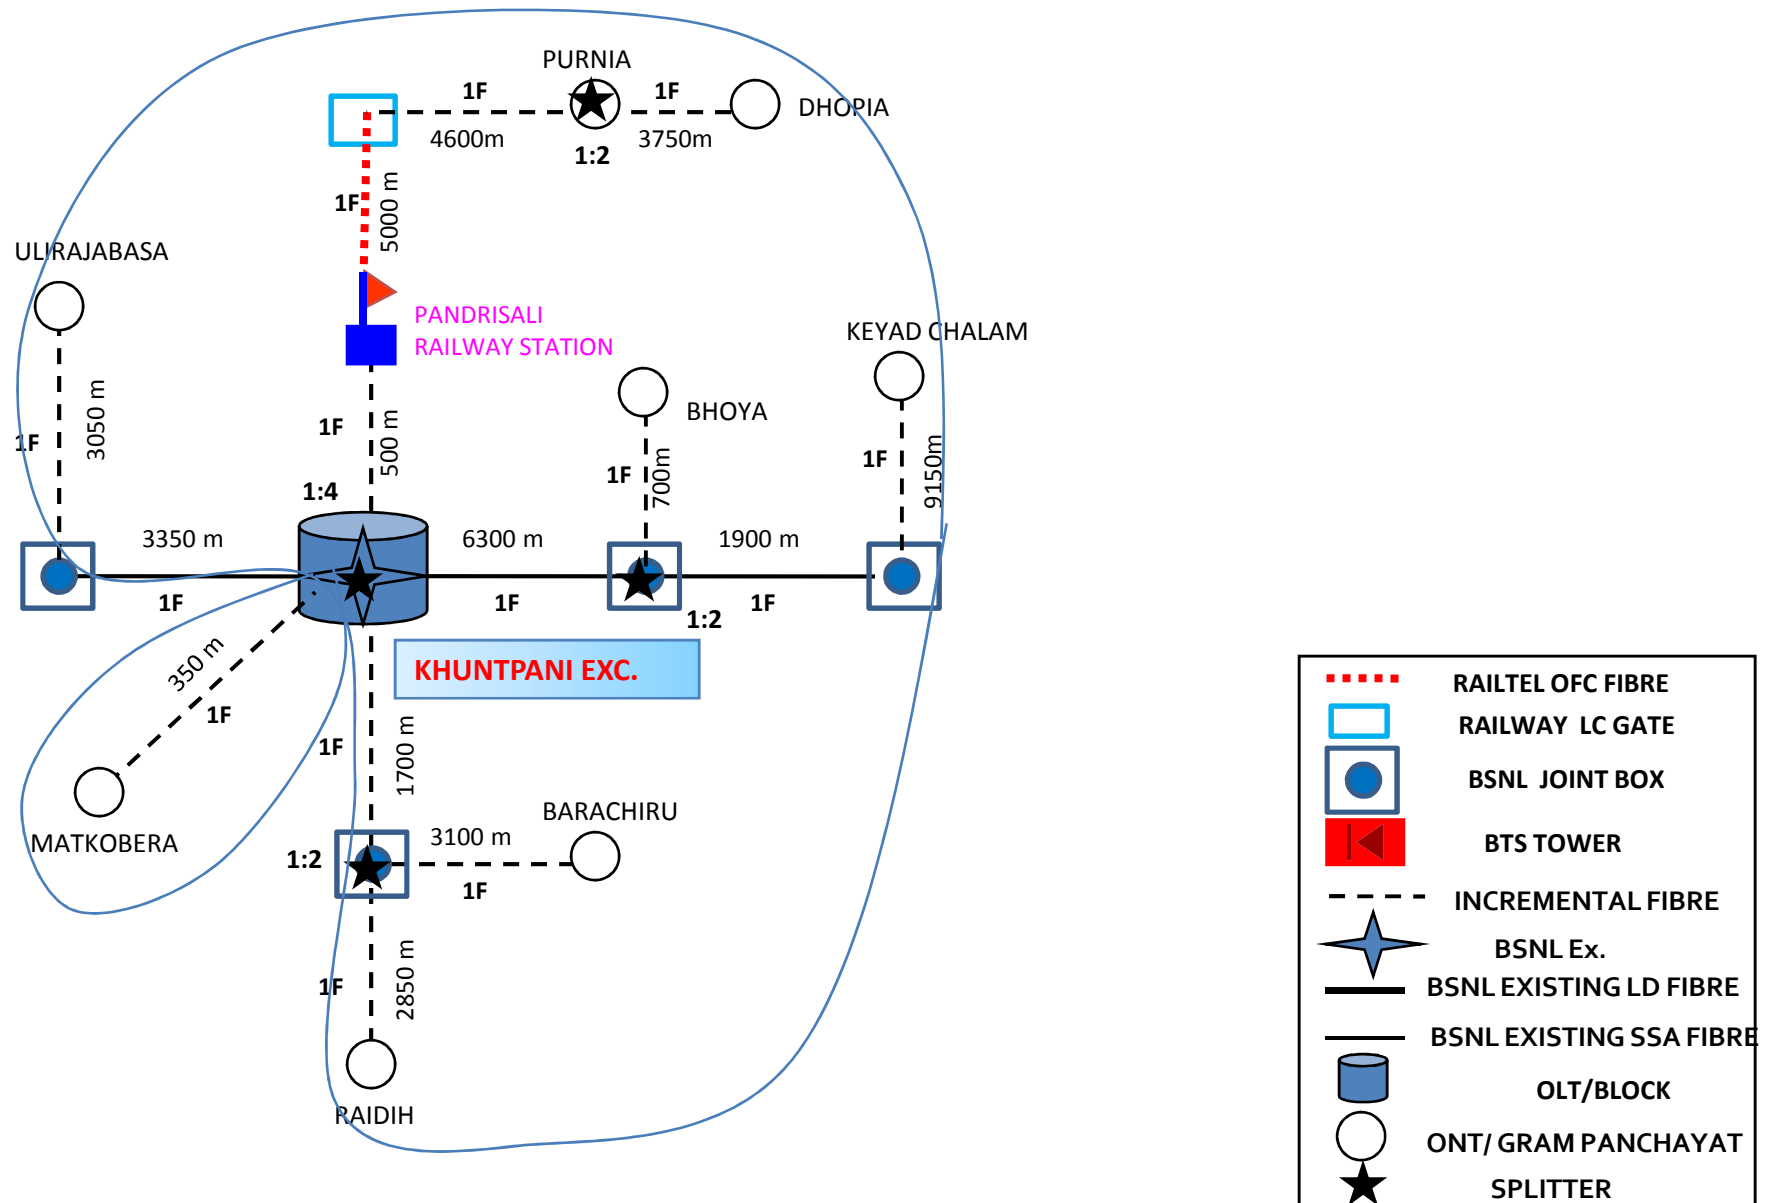 PURNIA
1F
1F
DHOPIA
4600m
3750m
1:2
1F
5000 m
ULIRAJABASA
PANDRISALI
RAILWAY STATION
KEYAD CHALAM
BHOYA
1F
3050 m
1F
500 m
1F
700m
1F
9150m
1:4
3350 m
6300 m
1900 m
1F
1F
1F
1:2
350 m
1F
KHUNTPANI EXC.
1F
1700 m
MATKOBERA
BARACHIRU
1:2
3100 m
1F
1F
2850 m
RAIDIH
RAILTEL OFC FIBRE
RAILWAY LC GATE
BSNL JOINT BOX
BTS TOWER
INCREMENTAL FIBRE
BSNL Ex.
BSNL EXISTING LD FIBRE
BSNL EXISTING SSA FIBRE
OLT/BLOCK
ONT/ GRAM PANCHAYAT
SPLITTER